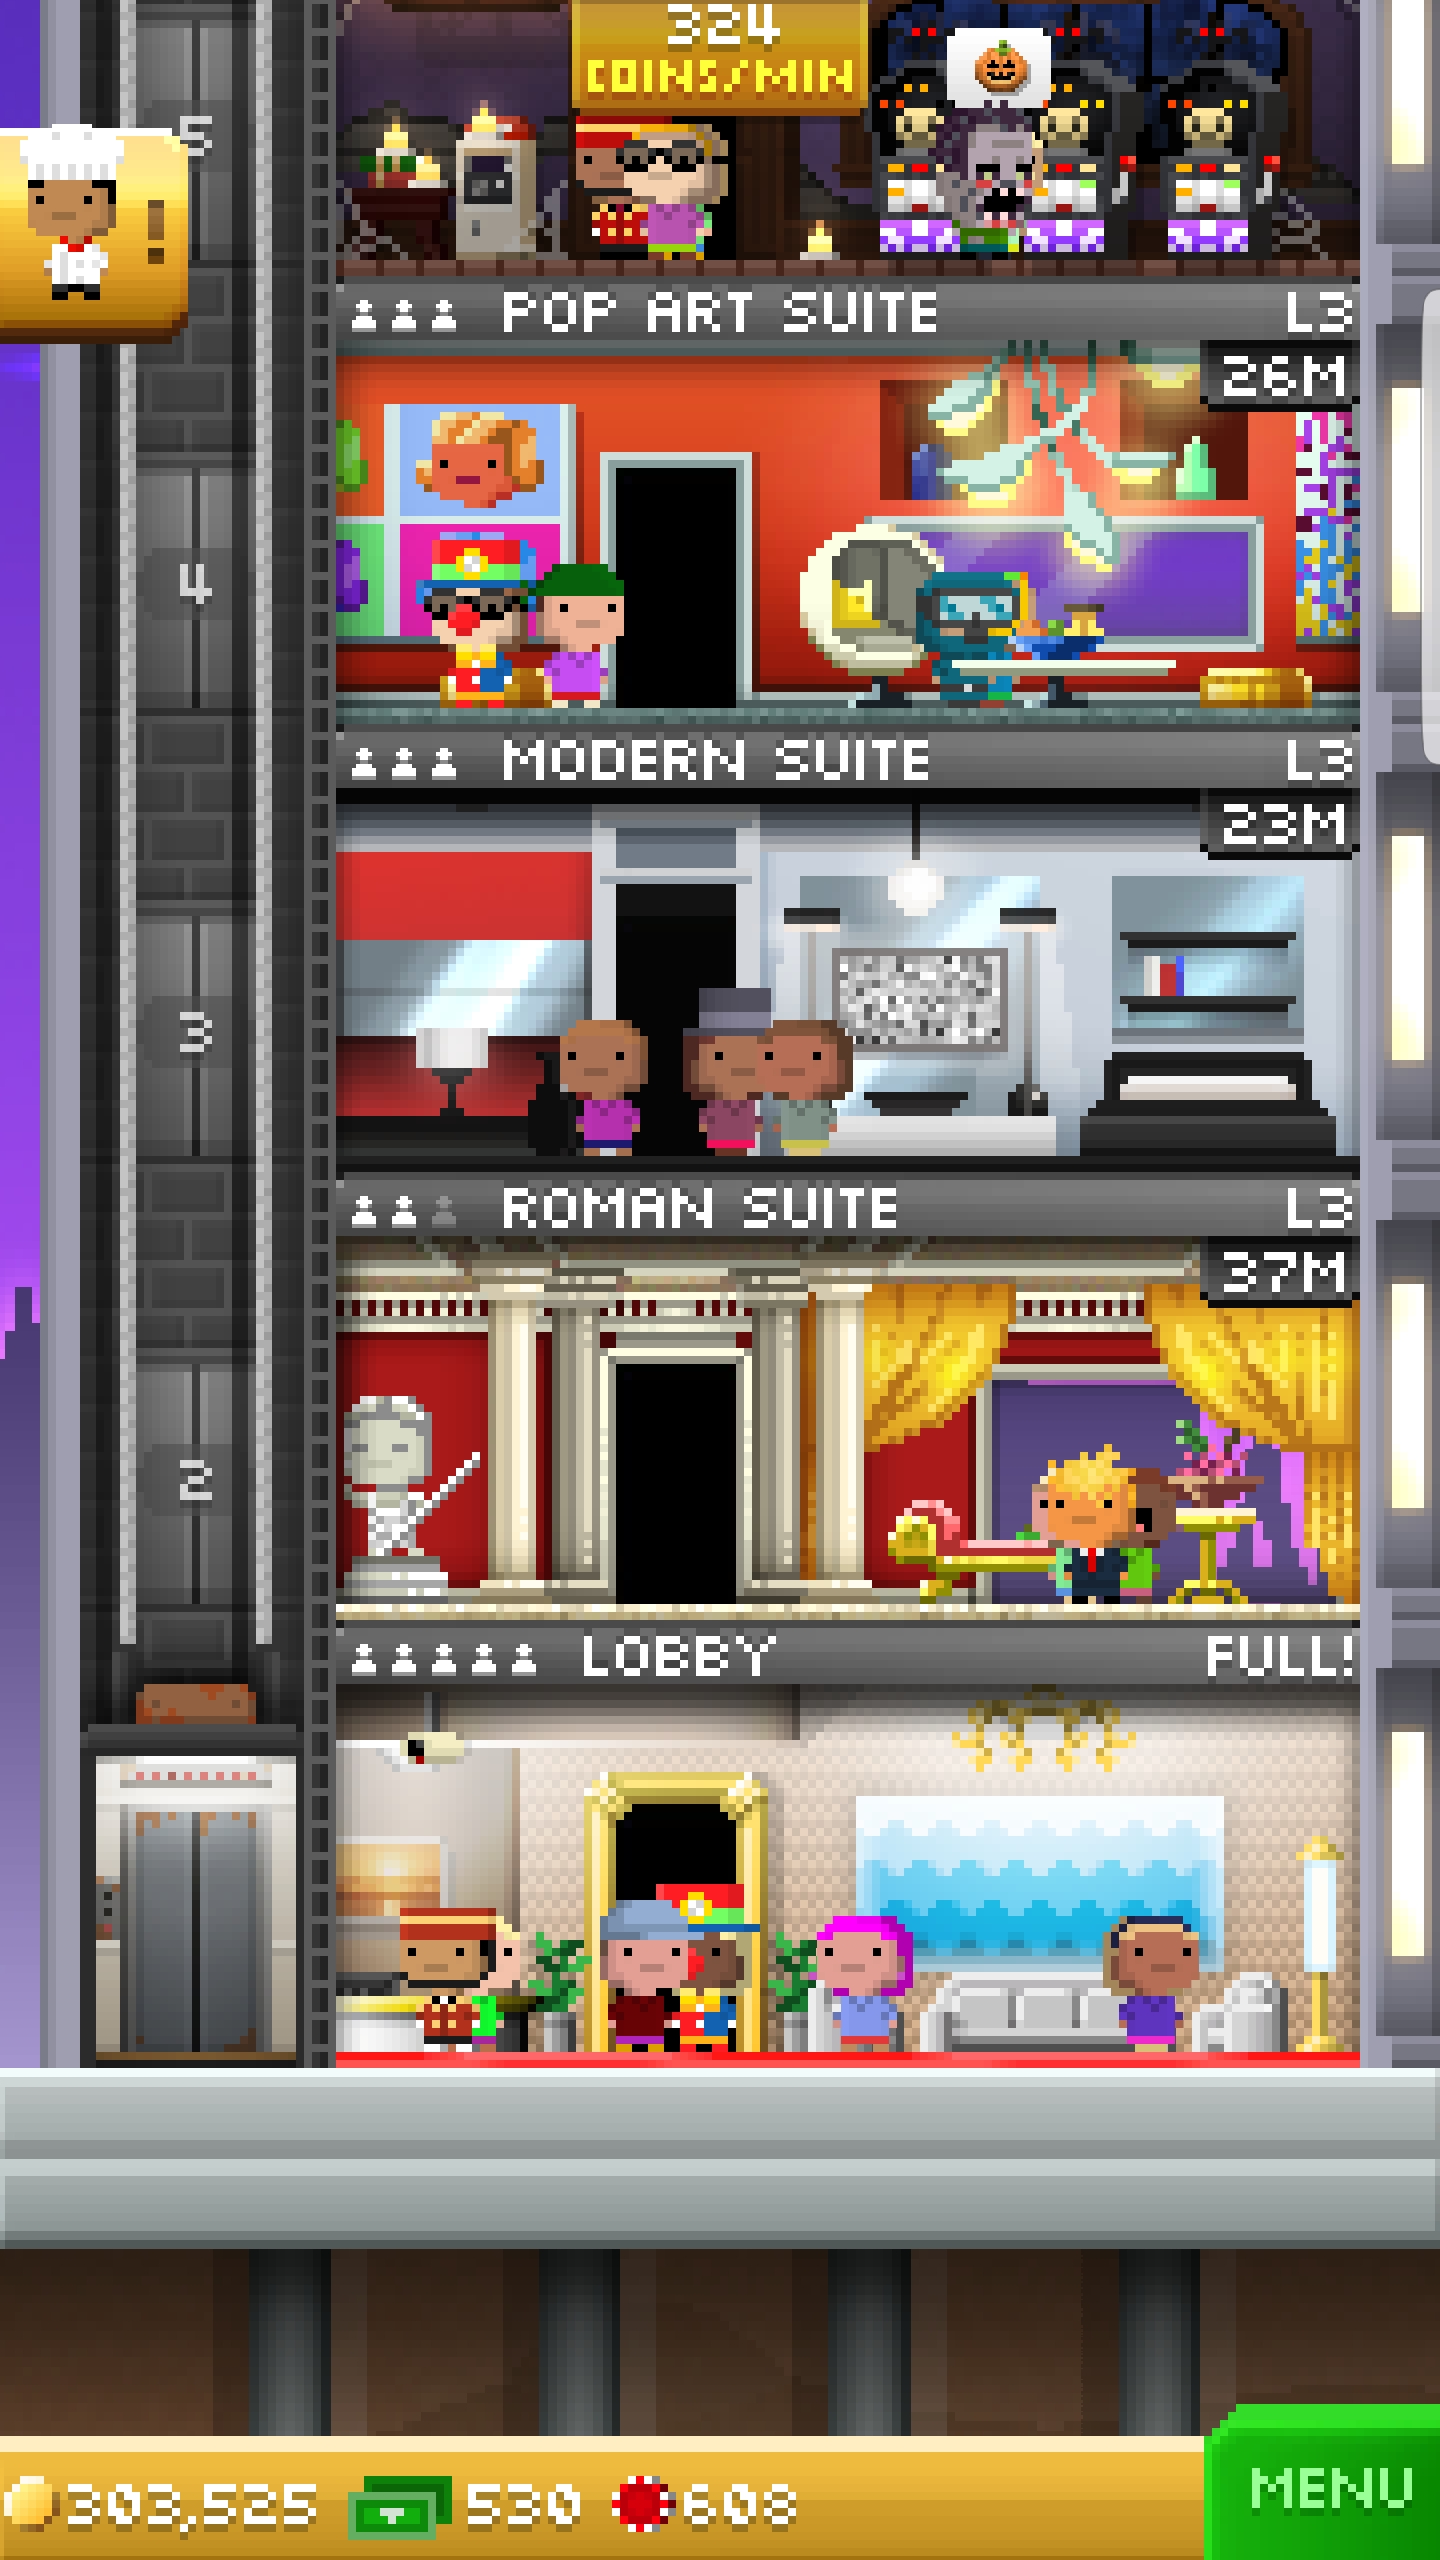 324
COINS/MIN
5
!
POP ART SUITE L3
26M
4
MODERN SUITE L3
23M
3
ROMAN SUITE L3
37M
2
LOBBY FULL!
303,525 530 608
MENU